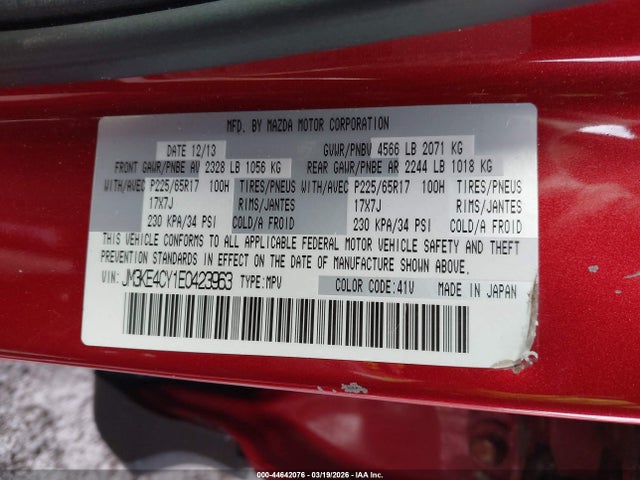 MFD. BY MAZDA MOTOR CORPORATION
DATE 12/13 GVWR/PNBV 4566 LB 2071 KG
FRONT GAWR/PNBE AV 2328 LB 1056 KG REAR GAWR/PNBE AR 2244 LB 1018 KG
WITH/AVEC P225/65R17 100H TIRES/PNEUS WITH/AVEC P225/65R17 100H TIRES/PNEUS
17X7J RIMS/JANTES 17X7J RIMS/JANTES
230 KPA/34 PSI COLD/A FROID 230 KPA/34 PSI COLD/A FROID
THIS VEHICLE CONFORMS TO ALL APPLICABLE FEDERAL MOTOR VEHICLE SAFETY AND THEFT
PREVENTION STANDARDS IN EFFECT ON THE DATE OF MANUFACTURE SHOWN ABOVE.
VIN: JM3KE4CY1E0423963 TYPE:MPV COLOR CODE:41V MADE IN JAPAN
000-44642076 - 03/19/2026 - IAA Inc.